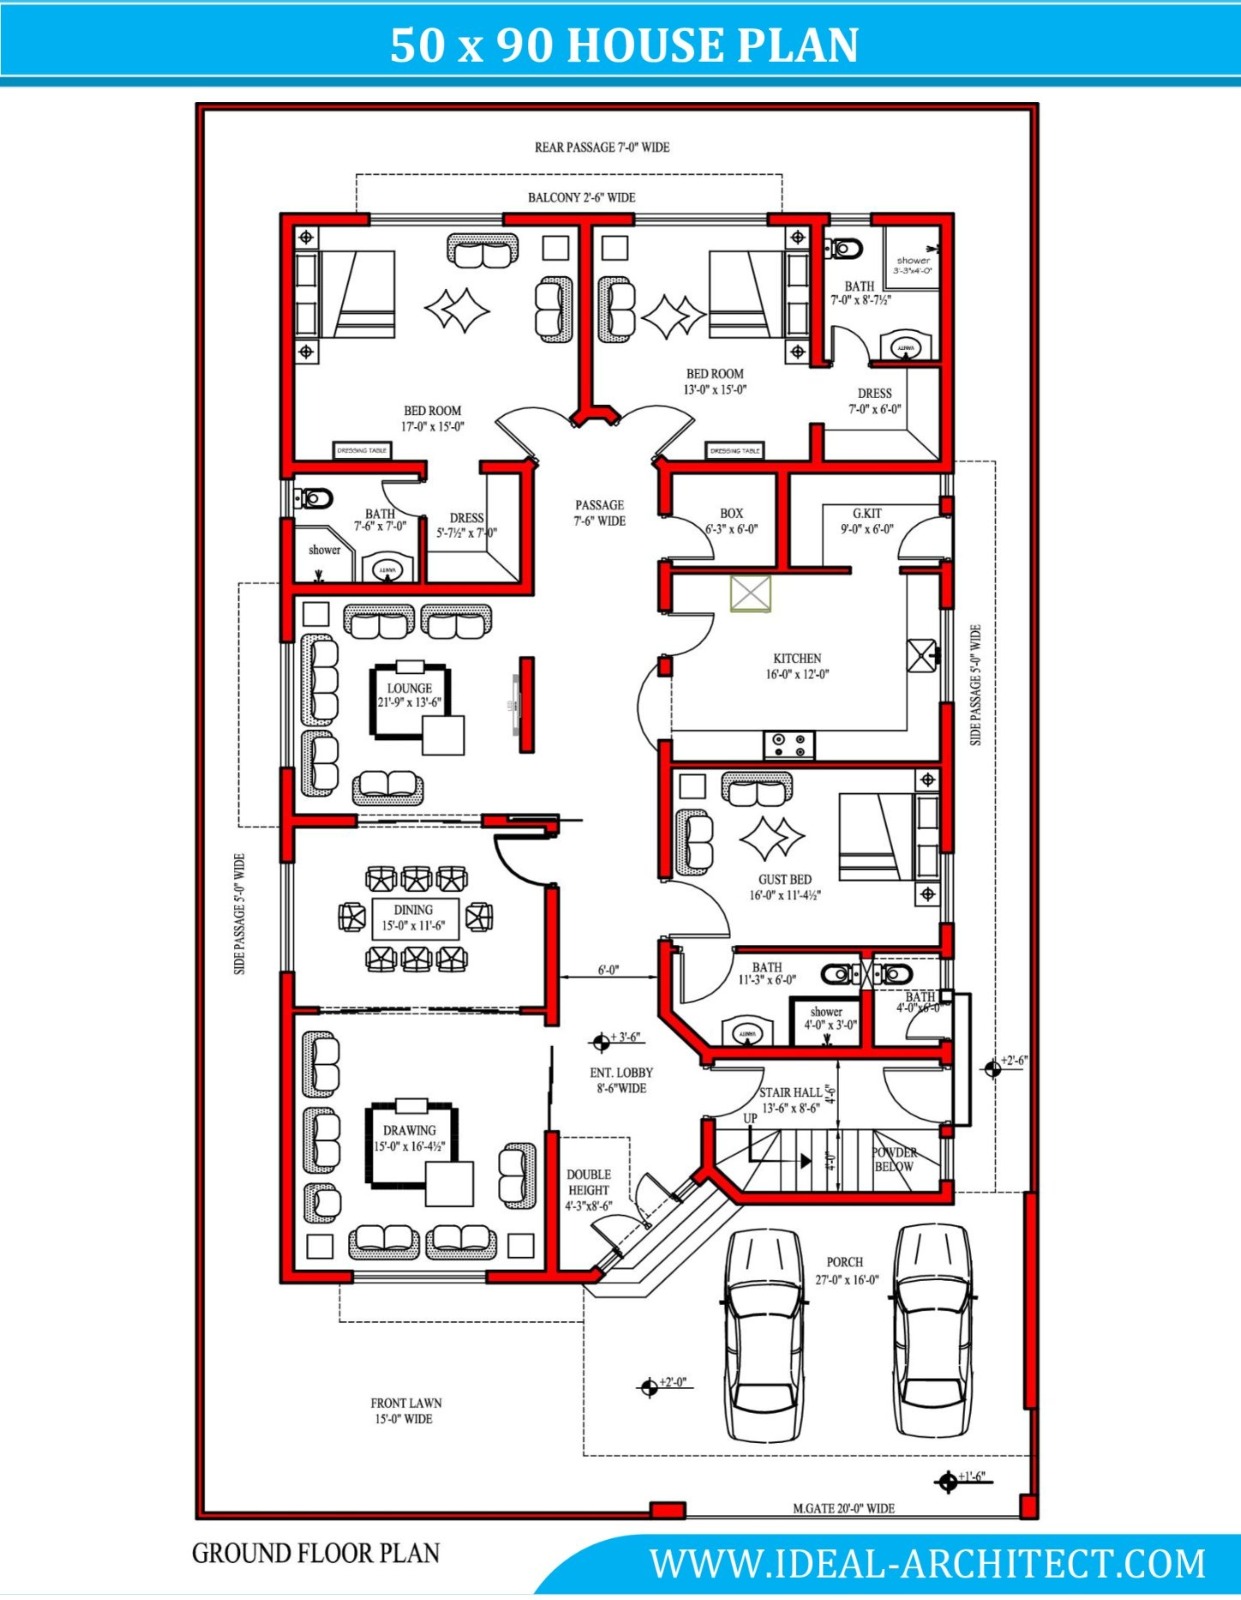 50 x 90 HOUSE PLAN
REAR PASSAGE 7'-0" WIDE
BALCONY 2'-6" WIDE
shower
3'-3"x4'-0"
BATH
7'-0" x 8'-7½"
VANITY
BED ROOM
13'-0" x 15'-0"
DRESS
7'-0" x 6'-0"
BED ROOM
17'-0" x 15'-0"
DRESSING TABLE
DRESSING TABLE
BATH
7'-6" x 7'-0"
DRESS
5'-7½" x 7'-0"
PASSAGE
7'-6" WIDE
BOX
6'-3" x 6'-0"
G.KIT
9'-0" x 6'-0"
shower
VANITY
KITCHEN
16'-0" x 12'-0"
SIDE PASSAGE 5'-0" WIDE
LOUNGE
21'-9" x 13'-6"
GUST BED
16'-0" x 11'-4½"
SIDE PASSAGE 5'-0" WIDE
DINING
15'-0" x 11'-6"
6'-0"
BATH
11'-3" x 6'-0"
BATH
4'-0"x6'-0"
shower
4'-0" x 3'-0"
VANITY
+ 3'-6"
+2'-6"
ENT. LOBBY
8'-6"WIDE
STAIR HALL
13'-6" x 8'-6"
4'-6"
UP
4'-0"
POWDER
BELOW
DRAWING
15'-0" x 16'-4½"
DOUBLE
HEIGHT
4'-3"x8'-6"
PORCH
27'-0" x 16'-0"
+2'-0"
FRONT LAWN
15'-0" WIDE
+1'-6"
M.GATE 20'-0" WIDE
GROUND FLOOR PLAN
WWW.IDEAL-ARCHITECT.COM